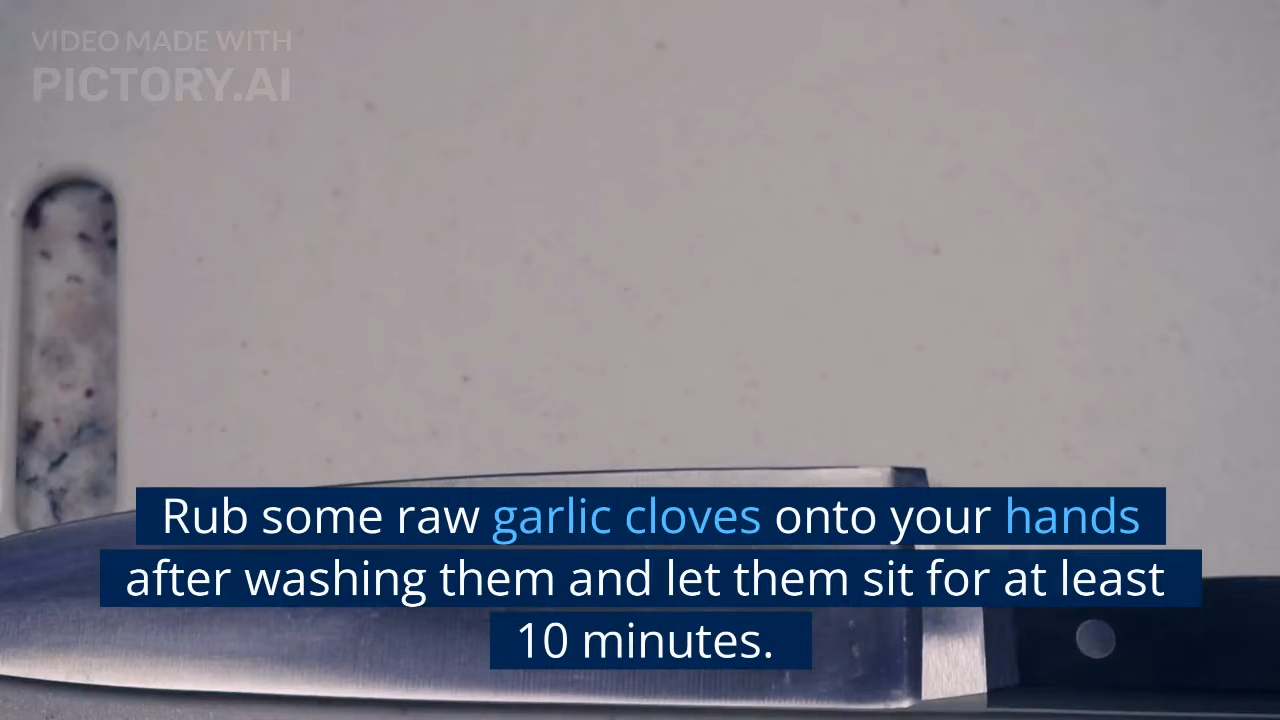 VIDEO MADE WITH
PICTORY.AI
Rub some raw garlic cloves onto your hands
after washing them and let them sit for at least
10 minutes.